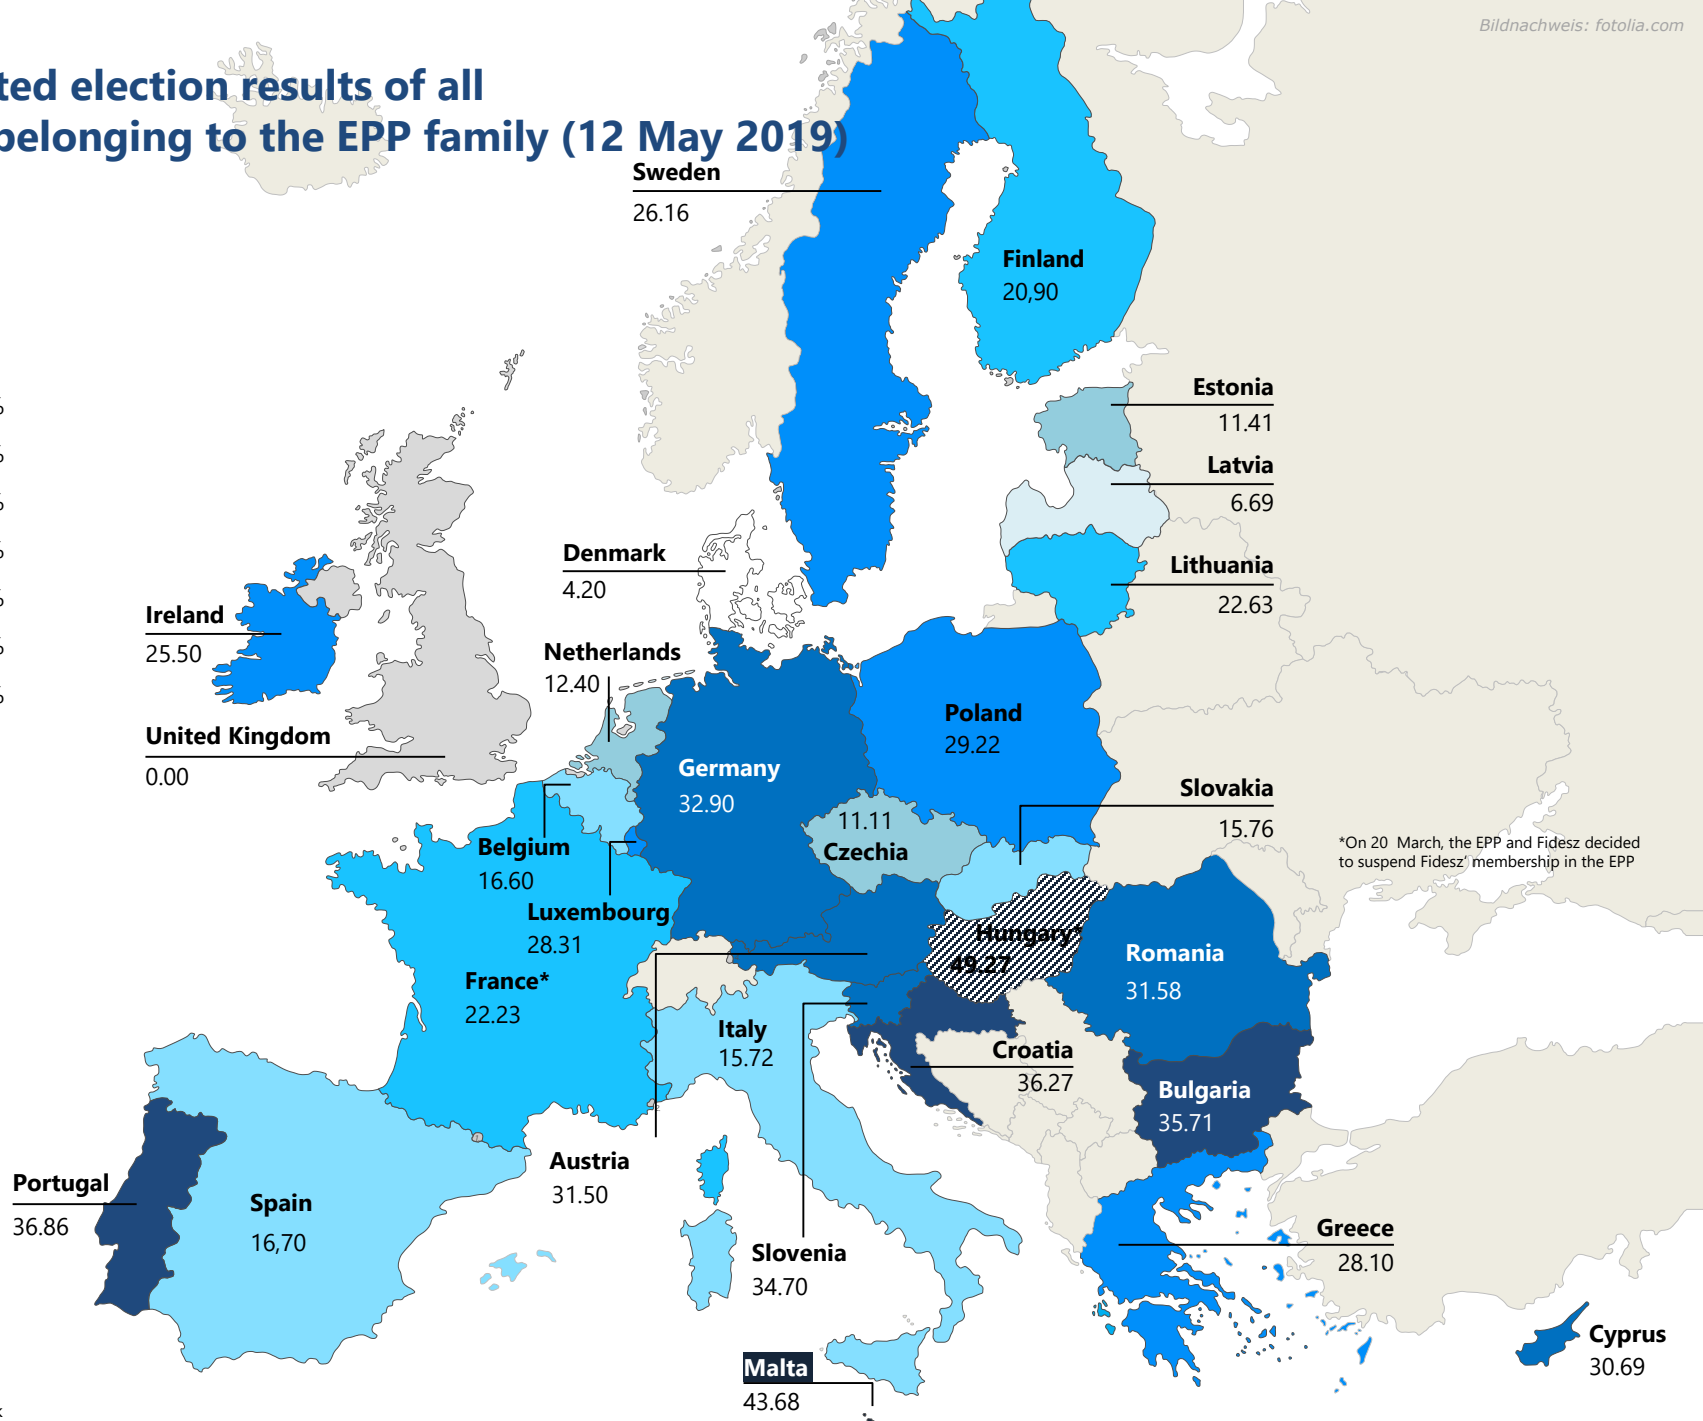 Bildnachweis: fotolia.com
ted election results of all
belonging to the EPP family (12 May 2019)
Sweden
26.16
Finland
20,90
Estonia
11.41
Latvia
6.69
Lithuania
22.63
Denmark
4.20
Ireland
25.50
Netherlands
12.40
United Kingdom
0.00
Poland
29.22
Germany
32.90
Slovakia
15.76
*On 20 March, the EPP and Fidesz decided
to suspend Fidesz' membership in the EPP
11.11
Czechia
Belgium
16.60
Luxembourg
28.31
Hungary*
49.27
Romania
31.58
France*
22.23
Italy
15.72
Croatia
36.27
Bulgaria
35.71
Austria
31.50
Portugal
36.86
Spain
16,70
Slovenia
34.70
Greece
28.10
Cyprus
30.69
Malta
43.68
%
%
%
%
%
%
%